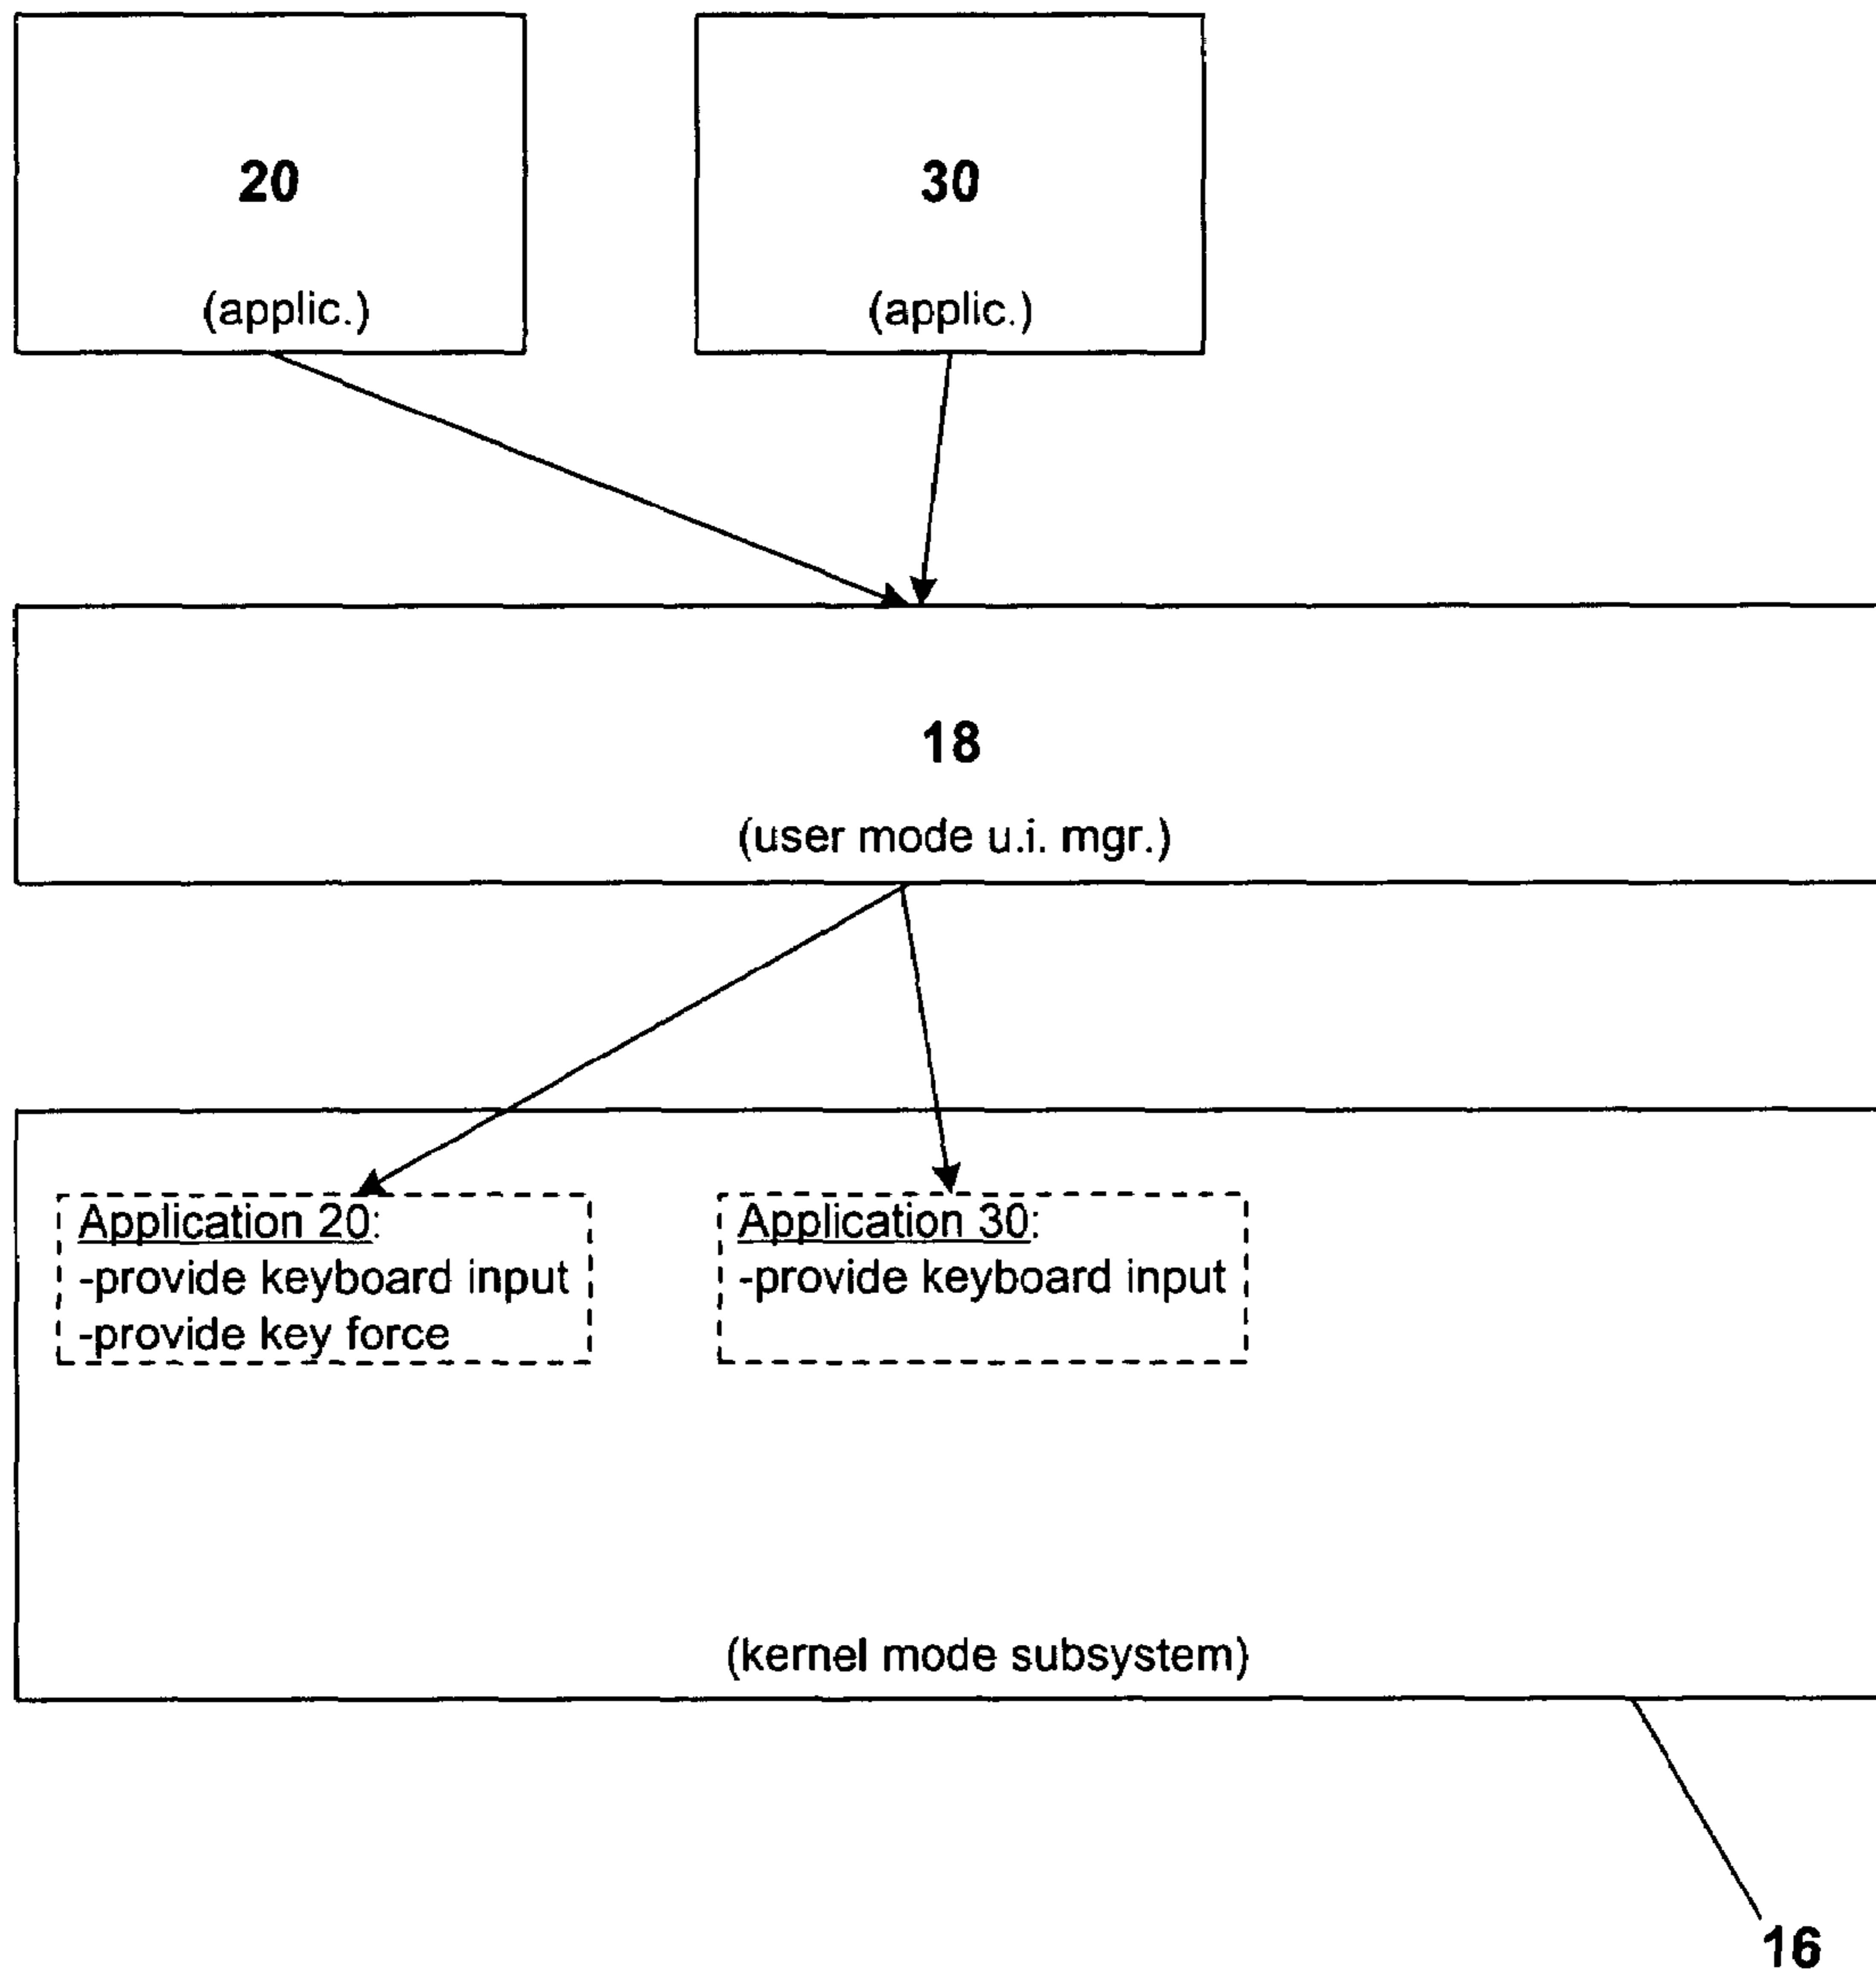 20
(applic.)
30
(applic.)
18
(user mode u.i. mgr.)
Application 20:
-provide keyboard input
-provide key force
Application 30:
-provide keyboard input
(kernel mode subsystem)
16